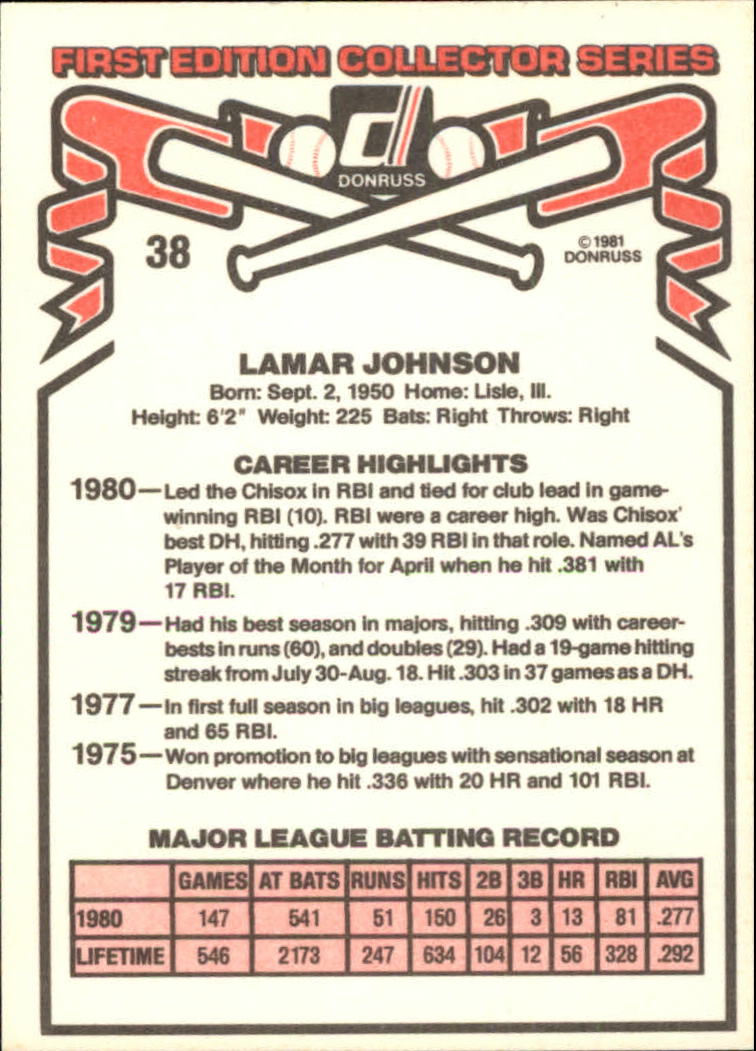 FIRST EDITION COLLECTOR SERIES
d
DONRUSS
38
© 1981
DONRUSS
LAMAR JOHNSON
Born: Sept. 2, 1950 Home: Lisle, Ill.
Height: 6'2" Weight: 225 Bats: Right Throws: Right
CAREER HIGHLIGHTS
1980—Led the Chisox in RBI and tied for club lead in game-
winning RBI (10). RBI were a career high. Was Chisox'
best DH, hitting .277 with 39 RBI in that role. Named AL's
Player of the Month for April when he hit .381 with
17 RBI.
1979—Had his best season in majors, hitting .309 with career-
bests in runs (60), and doubles (29). Had a 19-game hitting
streak from July 30-Aug. 18. Hit .303 in 37 games as a DH.
1977—In first full season in big leagues, hit .302 with 18 HR
and 65 RBI.
1975—Won promotion to big leagues with sensational season at
Denver where he hit .336 with 20 HR and 101 RBI.
MAJOR LEAGUE BATTING RECORD
GAMES AT BATS RUNS HITS 2B 3B HR RBI AVG
1980 147 541 51 150 26 3 13 81 .277
LIFETIME 546 2173 247 634 104 12 56 328 .292